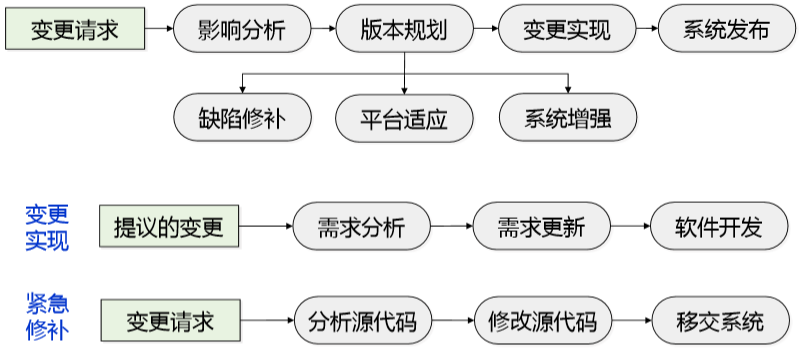 变更请求
影响分析
版本规划
变更实现
系统发布
缺陷修补
平台适应
系统增强
变更
实现
提议的变更
需求分析
需求更新
软件开发
紧急
修补
变更请求
分析源代码
修改源代码
移交系统